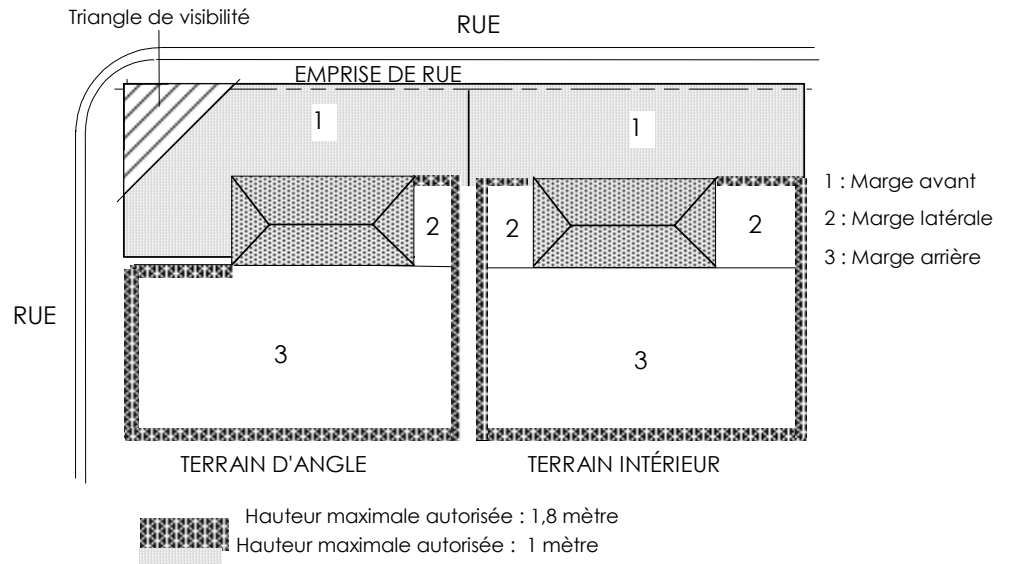 Triangle de visibilité
RUE
EMPRISE DE RUE
1
1
1 : Marge avant
2
2
2
2 : Marge latérale
3 : Marge arrière
RUE
3
3
TERRAIN D'ANGLE
TERRAIN INTÉRIEUR
Hauteur maximale autorisée : 1,8 mètre
Hauteur maximale autorisée : 1 mètre